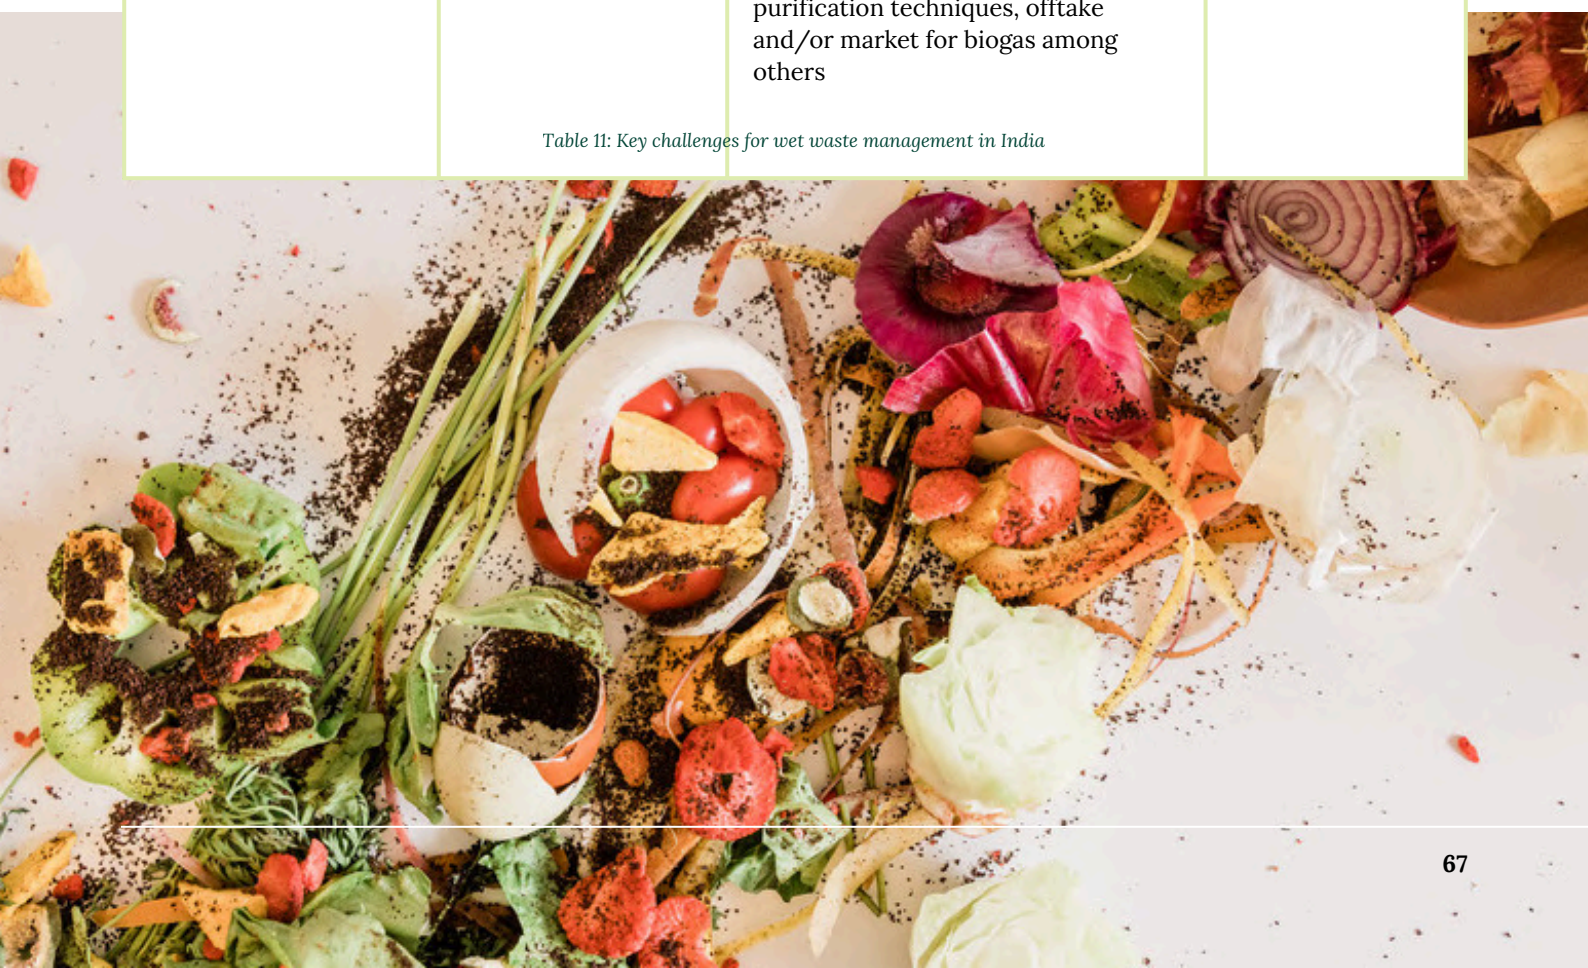 purification techniques, offtake
and/or market for biogas among
others
Table 11: Key challenges for wet waste management in India
67